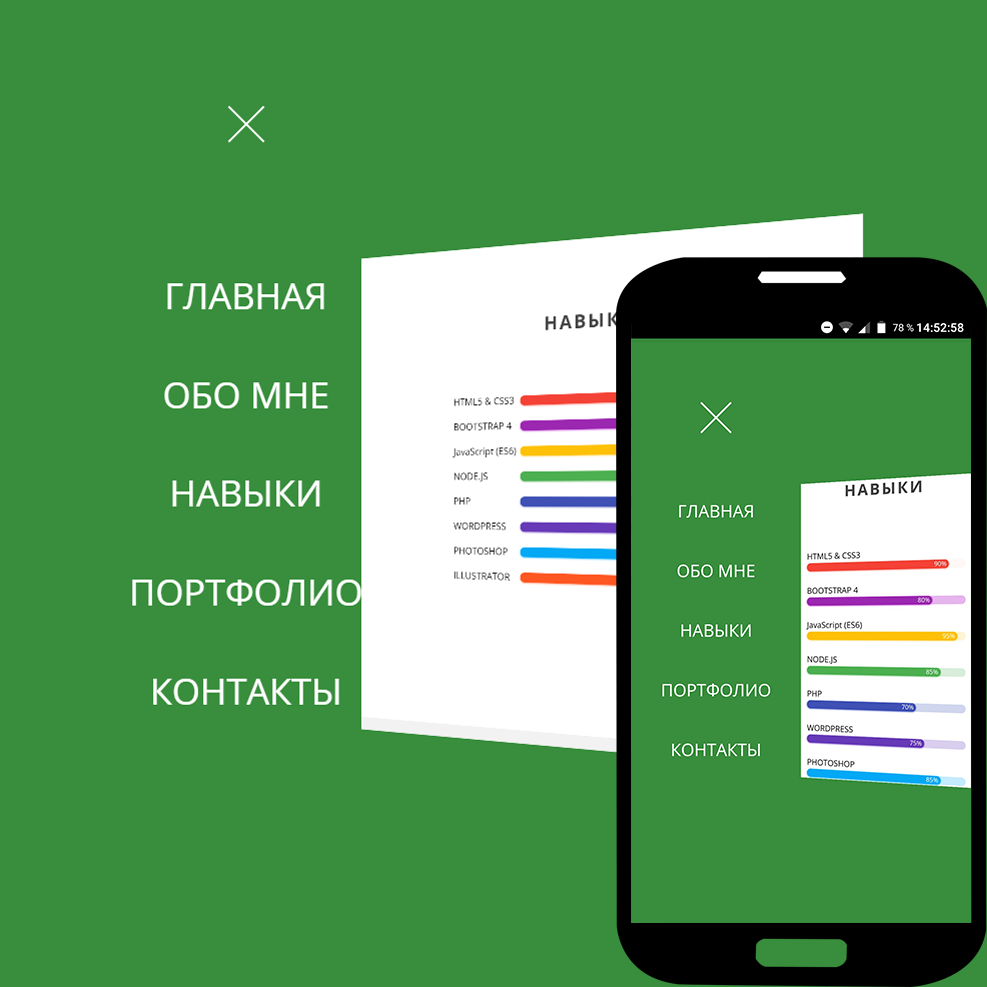 ГЛАВНАЯ
ОБО МНЕ
НАВЫКИ
ПОРТФОЛИО
КОНТАКТЫ
НАВЫК
HTML5 & CSS3
BOOTSTRAP 4
JavaScript (ES6)
NODE.JS
PHP
WORDPRESS
PHOTOSHOP
ILLUSTRATOR
78 % 14:52:58
ГЛАВНАЯ
ОБО МНЕ
НАВЫКИ
ПОРТФОЛИО
КОНТАКТЫ
НАВЫКИ
HTML5 & CSS3
90%
BOOTSTRAP 4
80%
JavaScript (ES6)
95%
NODE.JS
85%
PHP
70%
WORDPRESS
75%
PHOTOSHOP
85%